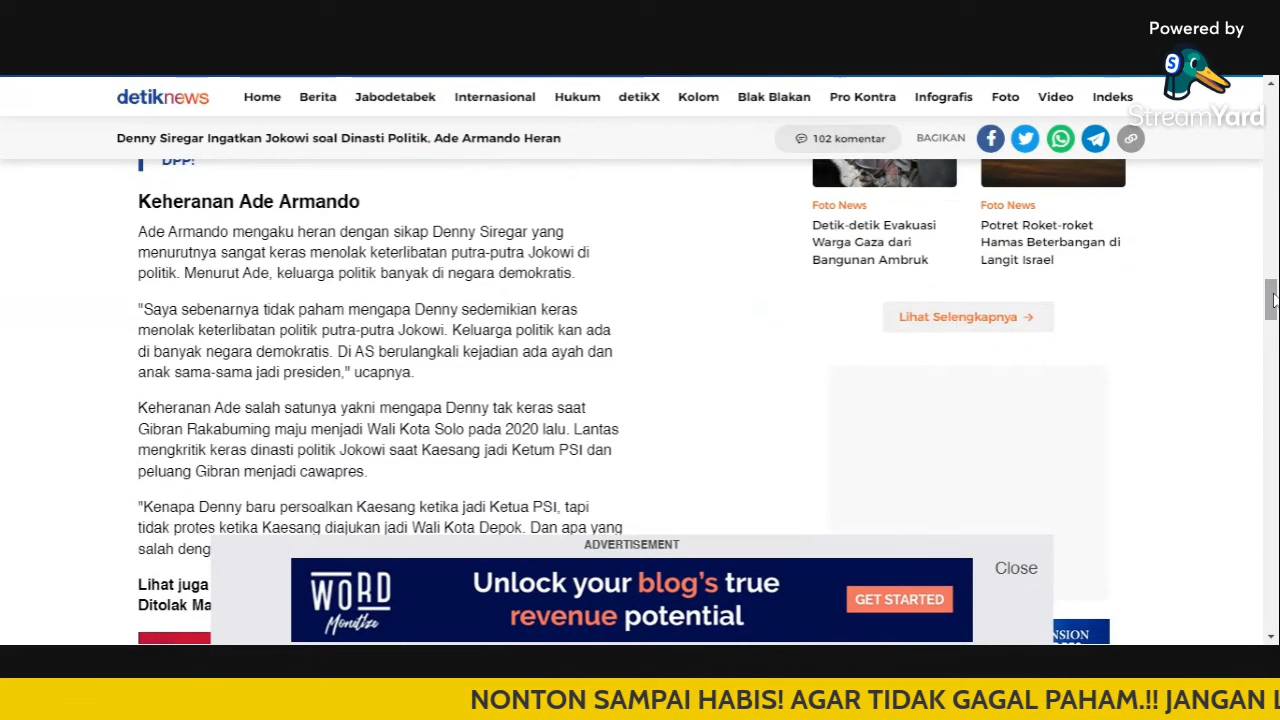 Powered by
S
StreamYard
detiknews Home Berita Jabodetabek Internasional Hukum detikX Kolom Blak Blakan Pro Kontra Infografis Foto Video Indeks
Denny Siregar Ingatkan Jokowi soal Dinasti Politik, Ade Armando Heran
102 komentar BAGIKAN
DPP!
Keheranan Ade Armando
Ade Armando mengaku heran dengan sikap Denny Siregar yang
menurutnya sangat keras menolak keterlibatan putra-putra Jokowi di
politik. Menurut Ade, keluarga politik banyak di negara demokratis.
"Saya sebenarnya tidak paham mengapa Denny sedemikian keras
menolak keterlibatan politik putra-putra Jokowi. Keluarga politik kan ada
di banyak negara demokratis. Di AS berulangkali kejadian ada ayah dan
anak sama-sama jadi presiden," ucapnya.
Keheranan Ade salah satunya yakni mengapa Denny tak keras saat
Gibran Rakabuming maju menjadi Wali Kota Solo pada 2020 lalu. Lantas
mengkritik keras dinasti politik Jokowi saat Kaesang jadi Ketum PSI dan
peluang Gibran menjadi cawapres.
"Kenapa Denny baru persoalkan Kaesang ketika jadi Ketua PSI, tapi
tidak protes ketika Kaesang diajukan jadi Wali Kota Depok. Dan apa yang
salah deng
Lihat juga
Ditolak Ma
Foto News
Detik-detik Evakuasi
Warga Gaza dari
Bangunan Ambruk
Foto News
Potret Roket-roket
Hamas Beterbangan di
Langit Israel
Lihat Selengkapnya →
ADVERTISEMENT
Close
WORD
Monetize
Unlock your blog's true
revenue potential
GET STARTED
NSION
NONTON SAMPAI HABIS! AGAR TIDAK GAGAL PAHAM.!! JANGAN L